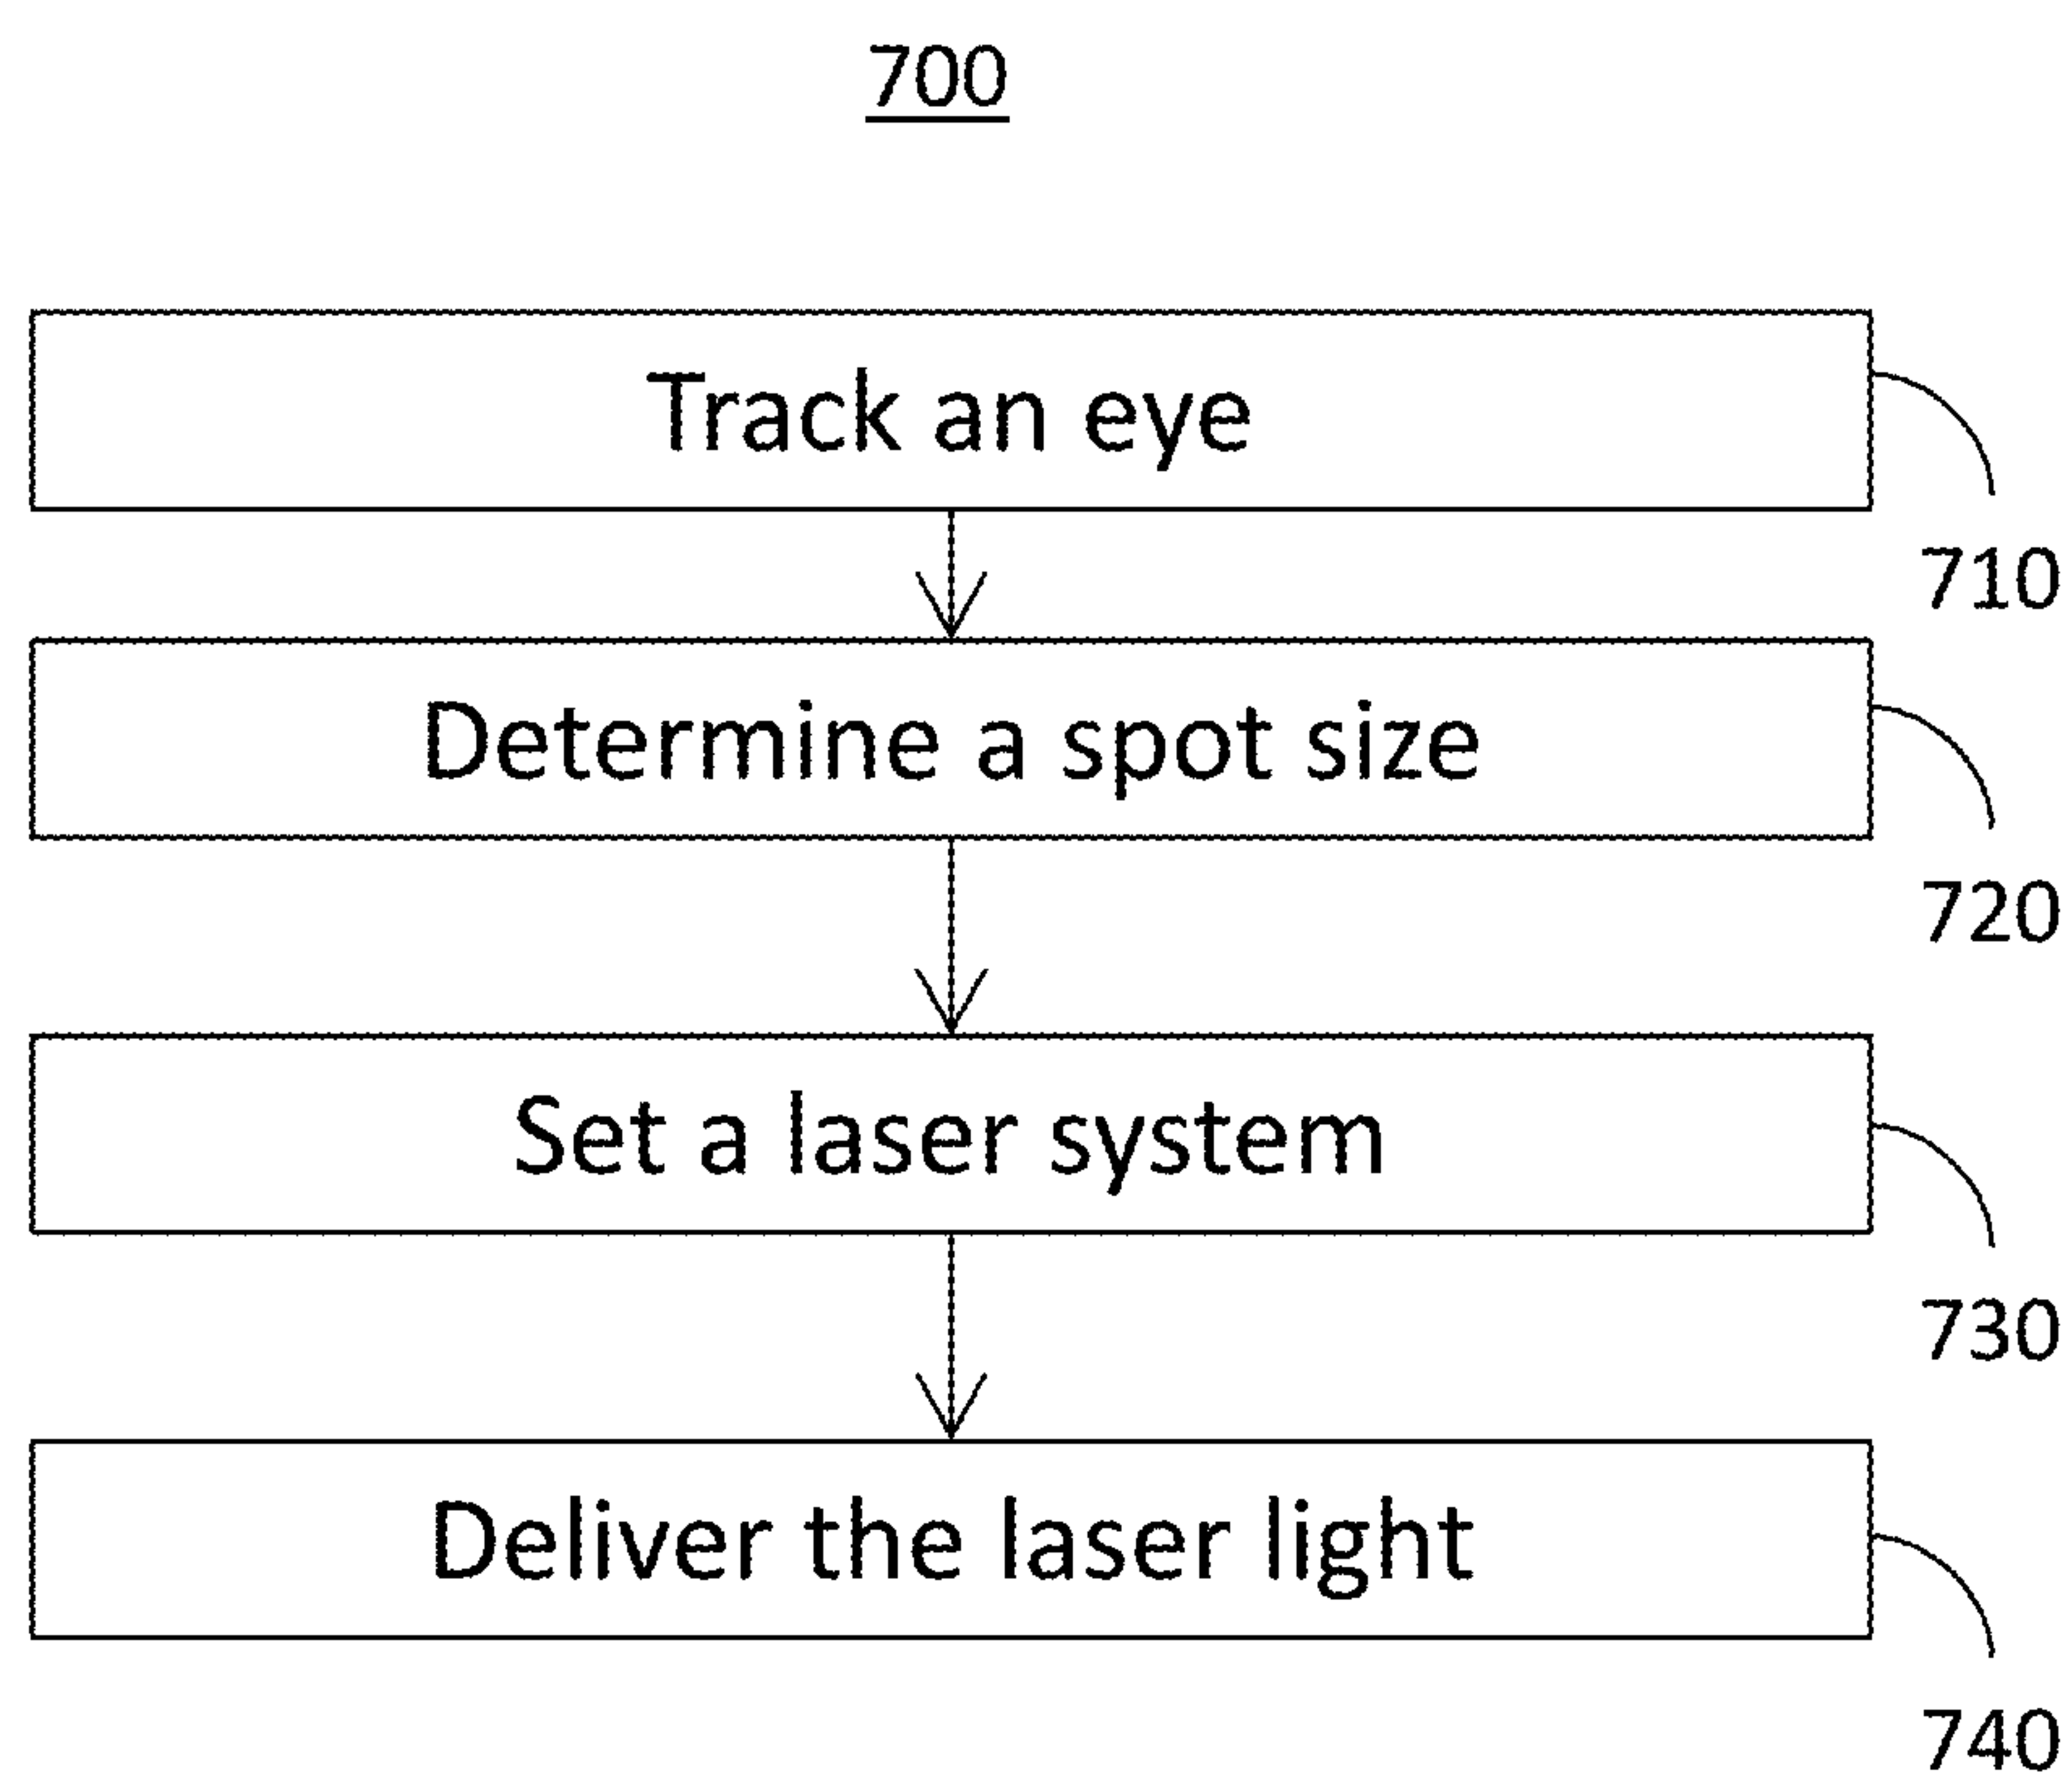 700
Track an eye
710
Determine a spot size
720
Set a laser system
730
Deliver the laser light
740